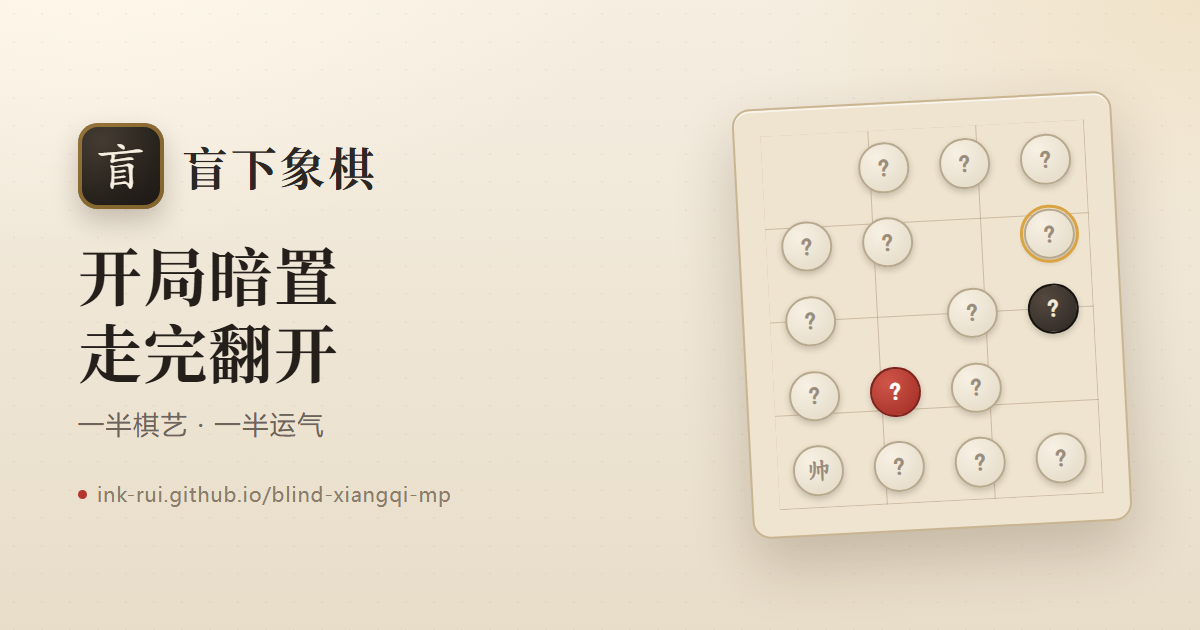 盲 盲下象棋
开局暗置
走完翻开
一半棋艺 · 一半运气
ink-rui.github.io/blind-xiangqi-mp
? ? ?
? ? ?
? ? ?
? ? ?
帅 ? ? ?